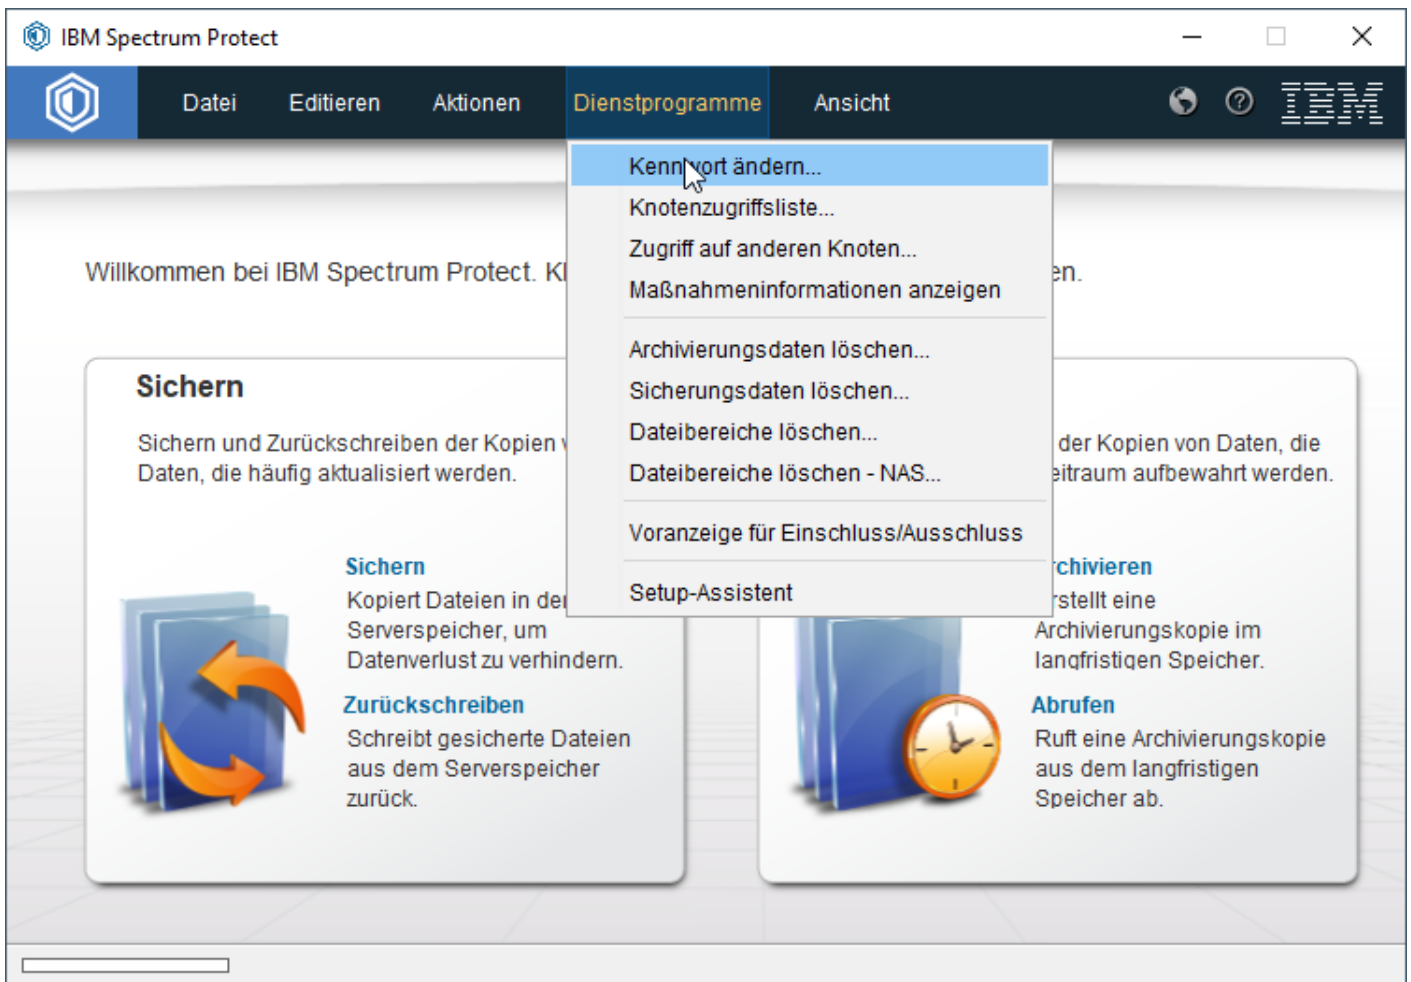 IBM Spectrum Protect
Datei Editieren Aktionen Dienstprogramme Ansicht IBM
Kennwort ändern...
Knotenzugriffsliste...
Zugriff auf anderen Knoten...
Maßnahmeninformationen anzeigen
Archivierungsdaten löschen...
Sicherungsdaten löschen...
Dateibereiche löschen...
Dateibereiche löschen - NAS...
Voranzeige für Einschluss/Ausschluss
Setup-Assistent
Willkommen bei IBM Spectrum Protect. en.
Sichern
Sichern und Zurückschreiben der Kopien
Daten, die häufig aktualisiert werden.
Sichern
Kopiert Dateien in den
Serverspeicher, um
Datenverlust zu verhindern.
Zurückschreiben
Schreibt gesicherte Dateien
aus dem Serverspeicher
zurück.
der Kopien von Daten, die
eitraum aufbewahrt werden.
rchivieren
rstellt eine
Archivierungskopie im
langfristigen Speicher.
Abrufen
Ruft eine Archivierungskopie
aus dem langfristigen
Speicher ab.